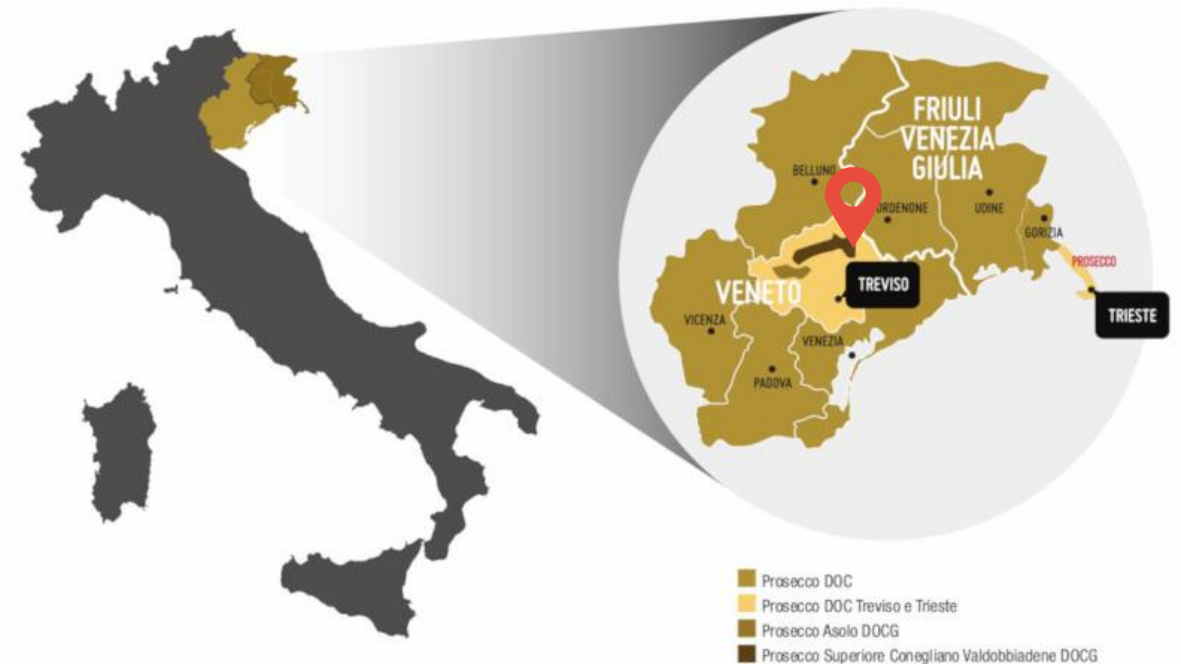 FRIULI
VENEZIA
GIULIA
BELLUNO
ORDENONE
UDINE
GORIZIA
PROSECCO
VENETO
TREVISO
TRIESTE
VICENZA
VENEZIA
PADOVA
Prosecco DOC
Prosecco DOC Treviso e Trieste
Prosecco Asolo DOCG
Prosecco Superiore Conegliano Valdobbiadene DOCG